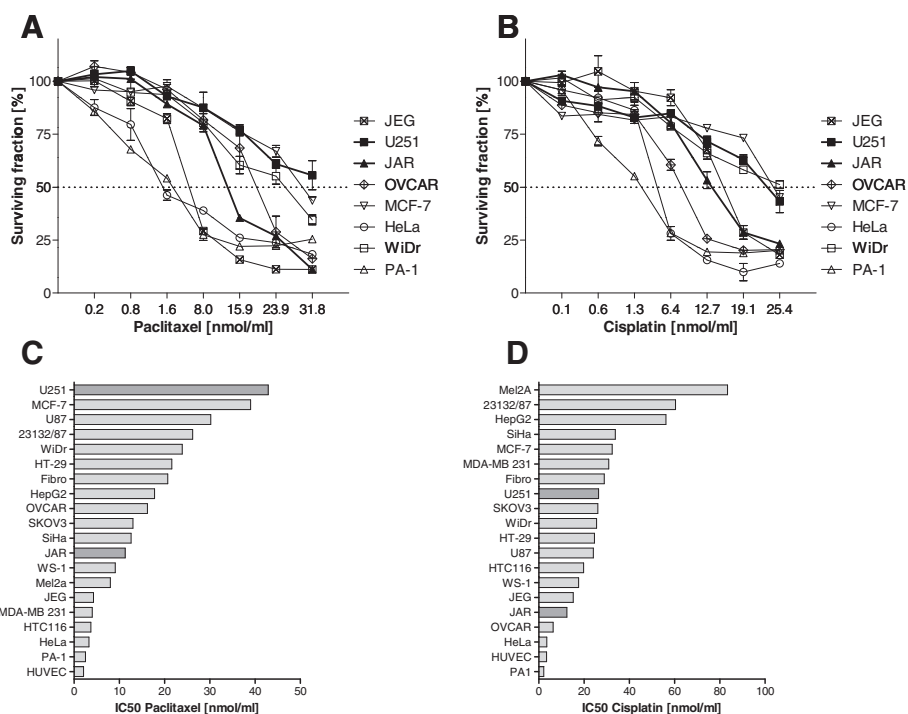 A
B
Surviving fraction [%]
100
75
50
25
0
0.2 0.8 1.6 8.0 15.9 23.9 31.8
Paclitaxel [nmol/ml]
JEG
U251
JAR
OVCAR
MCF-7
HeLa
WiDr
PA-1
Surviving fraction [%]
100
75
50
25
0
0.1 0.6 1.3 6.4 12.7 19.1 25.4
Cisplatin [nmol/ml]
JEG
U251
JAR
OVCAR
MCF-7
HeLa
WiDr
PA-1
C
D
U251
MCF-7
U87
23132/87
WiDr
HT-29
Fibro
HepG2
OVCAR
SKOV3
SiHa
JAR
WS-1
Mel2a
JEG
MDA-MB 231
HTC116
HeLa
PA-1
HUVEC
0 10 20 30 40 50
IC50 Paclitaxel [nmol/ml]
Mel2A
23132/87
HepG2
SiHa
MCF-7
MDA-MB 231
Fibro
U251
SKOV3
WiDr
HT-29
U87
HTC116
WS-1
JEG
JAR
OVCAR
HeLa
HUVEC
PA1
0 20 40 60 80 100
IC50 Cisplatin [nmol/ml]